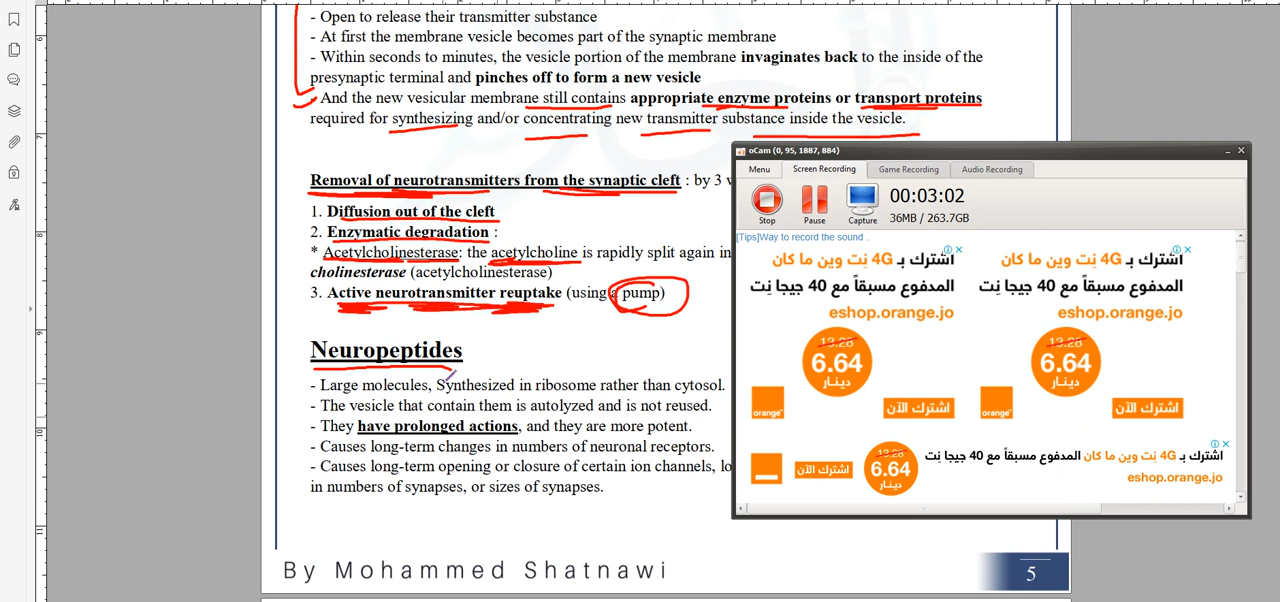 - Open to release their transmitter substance
- At first the membrane vesicle becomes part of the synaptic membrane
- Within seconds to minutes, the vesicle portion of the membrane invaginates back to the inside of the
presynaptic terminal and pinches off to form a new vesicle
- And the new vesicular membrane still contains appropriate enzyme proteins or transport proteins
required for synthesizing and/or concentrating new transmitter substance inside the vesicle.
Removal of neurotransmitters from the synaptic cleft : by 3
1. Diffusion out of the cleft
2. Enzymatic degradation :
* Acetylcholinesterase: the acetylcholine is rapidly split again in
cholinesterase (acetylcholinesterase)
3. Active neurotransmitter reuptake (using a pump)
Neuropeptides
- Large molecules, Synthesized in ribosome rather than cytosol.
- The vesicle that contain them is autolyzed and is not reused.
- They have prolonged actions, and they are more potent.
- Causes long-term changes in numbers of neuronal receptors.
- Causes long-term opening or closure of certain ion channels,
in numbers of synapses, or sizes of synapses.
By Mohammed Shatnawi
5
oCam (0, 95, 1887, 884)
Menu Screen Recording Game Recording Audio Recording
00:03:02
36MB / 263.7GB
Stop Pause Capture
[Tips]Way to record the sound ..
اشترك بـ 4G نِت وين ما كان
المدفوع مسبقاً مع 40 جيجا نِت
eshop.orange.jo
13.28
6.64
دينار
orange
اشترك الآن
اشترك بـ 4G نِت وين ما كان
المدفوع مسبقاً مع 40 جيجا نِت
eshop.orange.jo
13.28
6.64
دينار
orange
اشترك الآن
اشترك بـ 4G نِت وين ما كان المدفوع مسبقاً مع 40 جيجا نِت
eshop.orange.jo
13.28
6.64
دينار
اشترك الآن